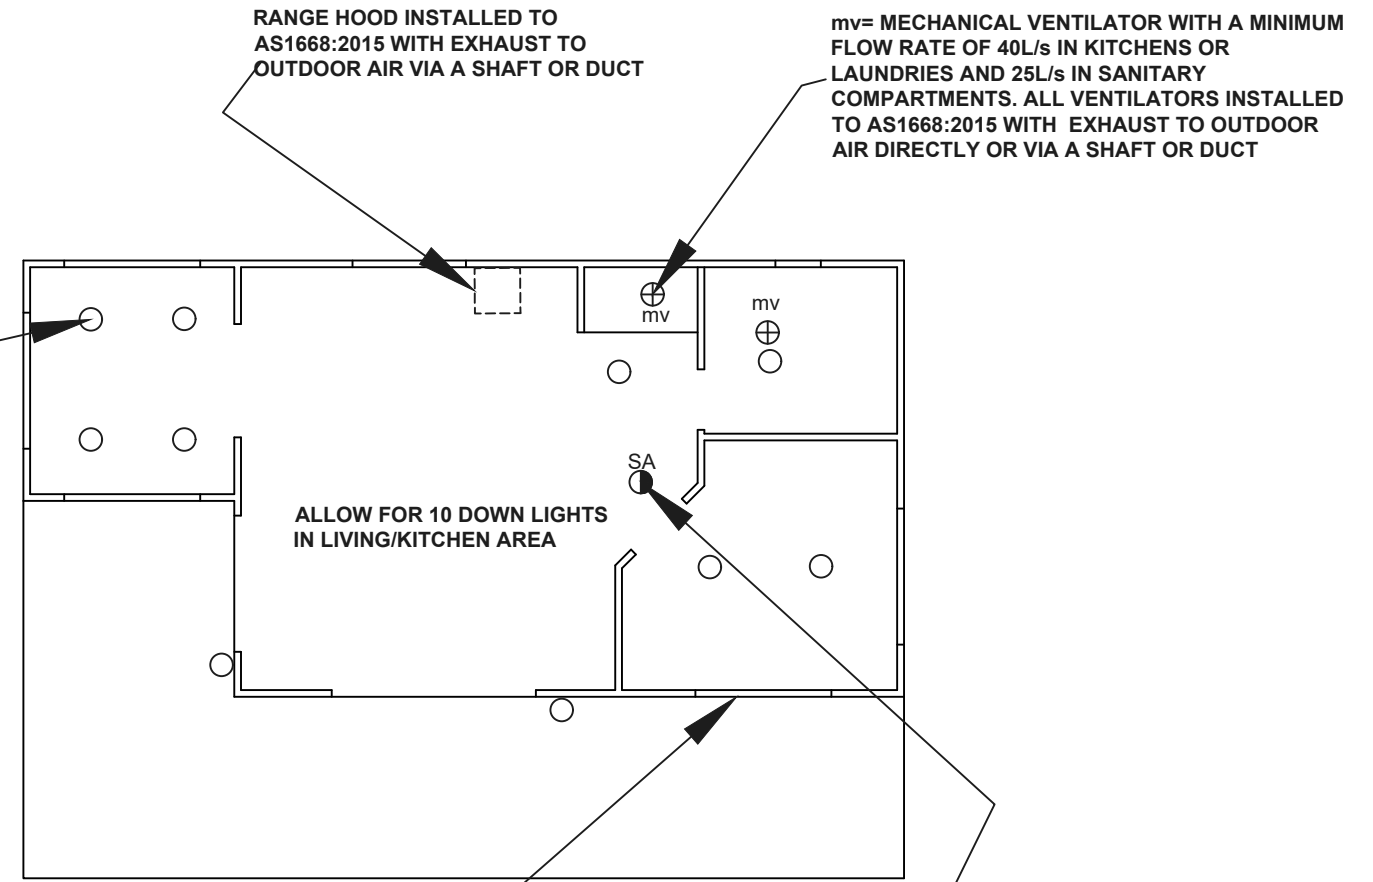 RANGE HOOD INSTALLED TO
AS1668:2015 WITH EXHAUST TO
OUTDOOR AIR VIA A SHAFT OR DUCT
mv= MECHANICAL VENTILATOR WITH A MINIMUM
FLOW RATE OF 40L/s IN KITCHENS OR
LAUNDRIES AND 25L/s IN SANITARY
COMPARTMENTS. ALL VENTILATORS INSTALLED
TO AS1668:2015 WITH EXHAUST TO OUTDOOR
AIR DIRECTLY OR VIA A SHAFT OR DUCT
mv
mv
SA
ALLOW FOR 10 DOWN LIGHTS
IN LIVING/KITCHEN AREA